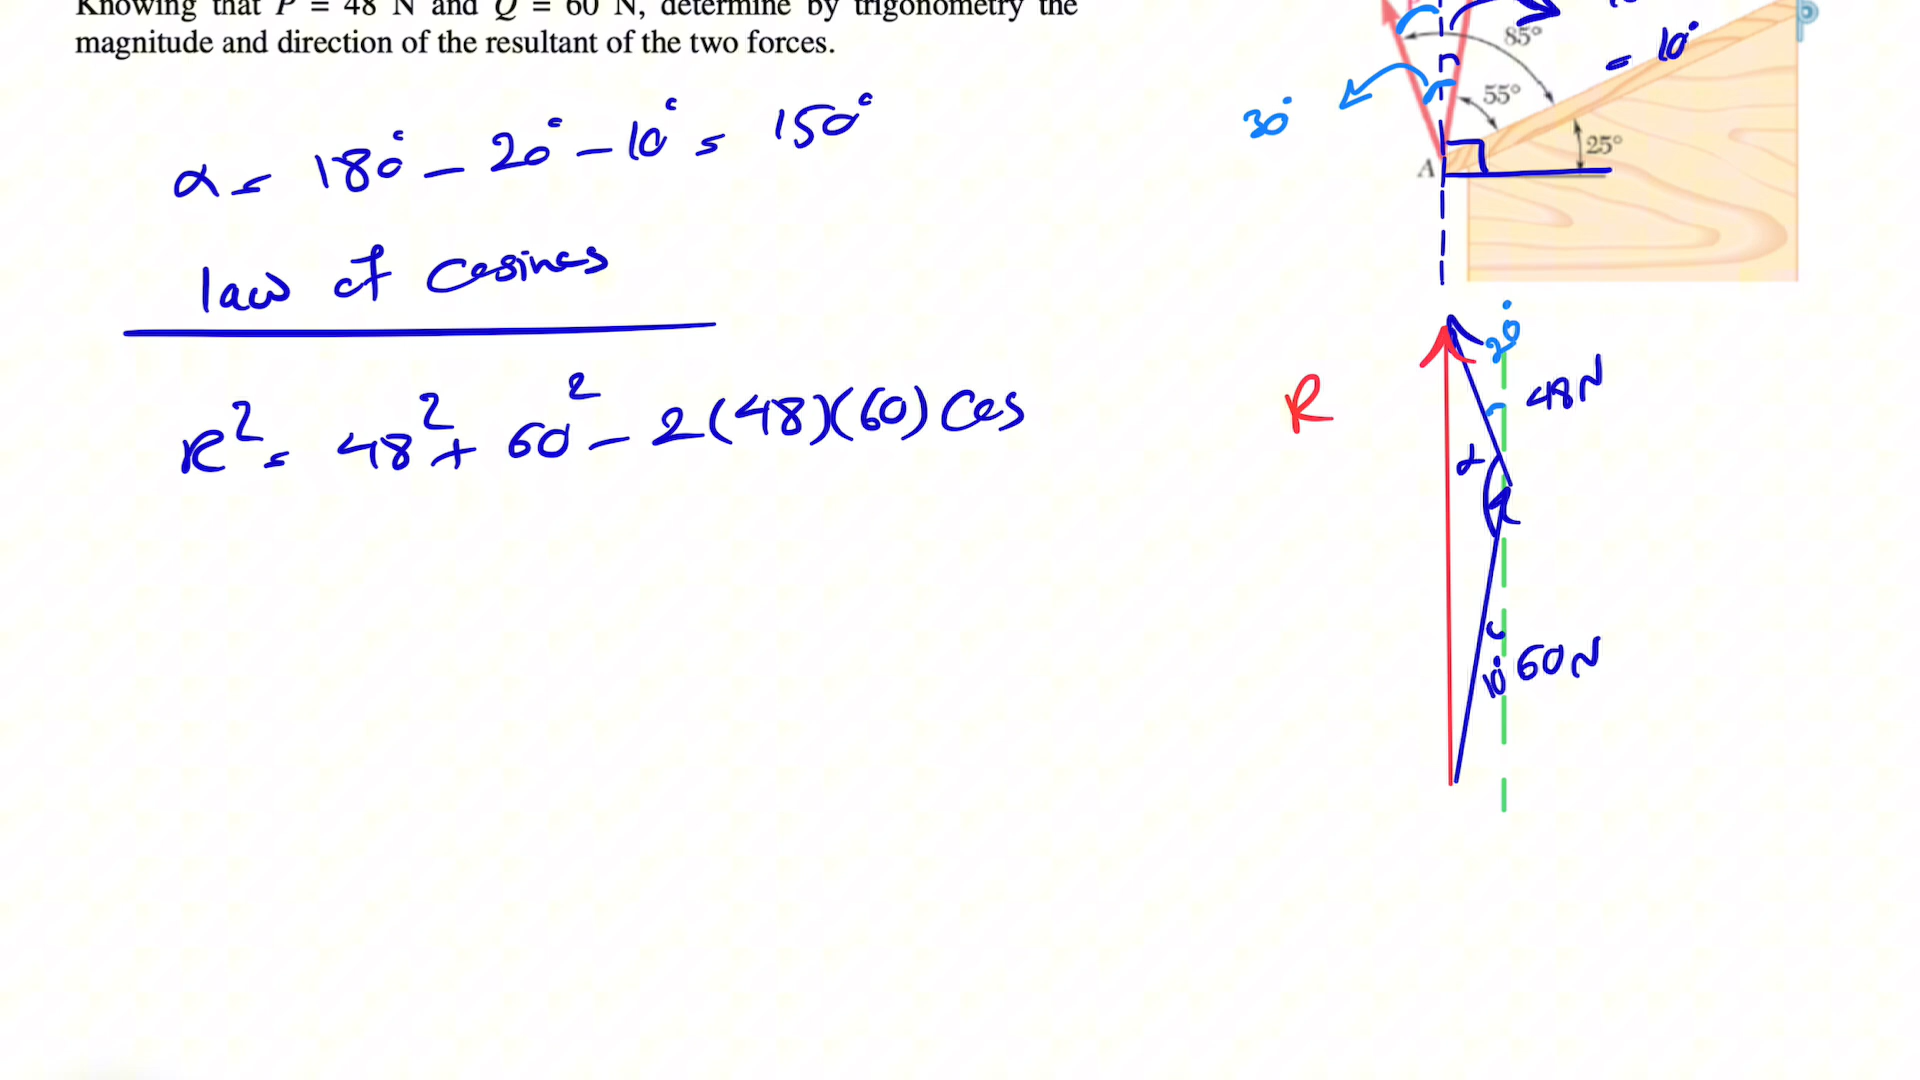 Knowing that P = 48 N and Q = 60 N, determine by trigonometry the
magnitude and direction of the resultant of the two forces.
α = 180° - 20° - 10° = 150°
law of Cosines
R² = 48² + 60² - 2(48)(60) Cos
85°
= 10°
55°
30°
25°
A
20°
48N
R
α
10°
60N